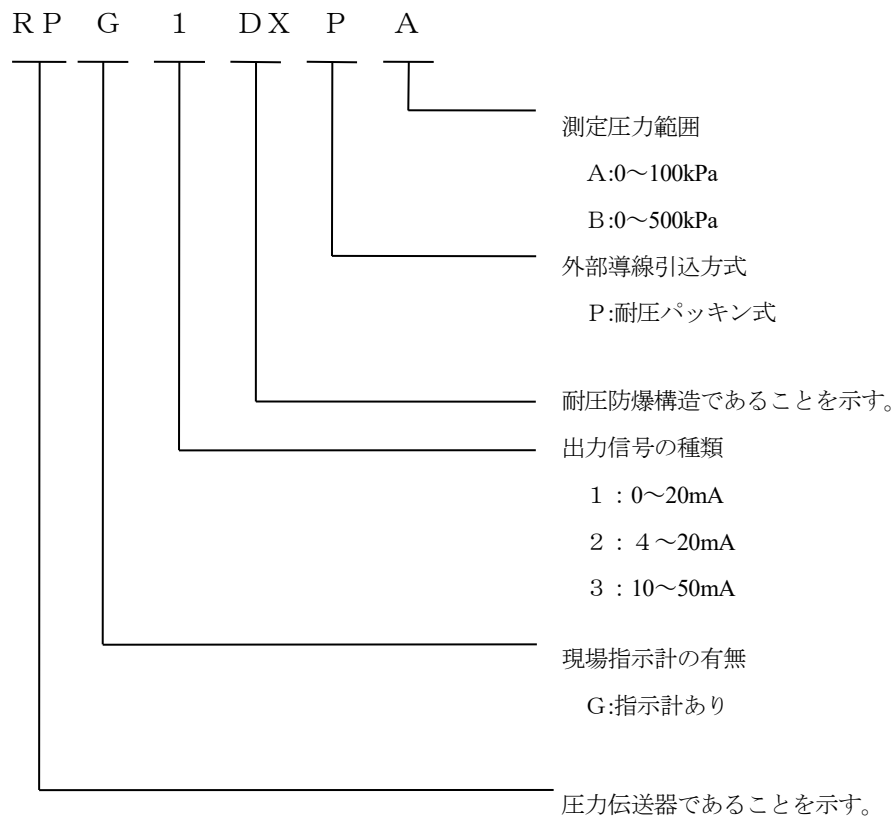 ＲＰ Ｇ １ ＤＸ Ｐ Ａ
測定圧力範囲
Ａ:0～100kPa
Ｂ:0～500kPa
外部導線引込方式
Ｐ:耐圧パッキン式
耐圧防爆構造であることを示す。
出力信号の種類
１：0～20mA
２：４～20mA
３：10～50mA
現場指示計の有無
Ｇ:指示計あり
圧力伝送器であることを示す。